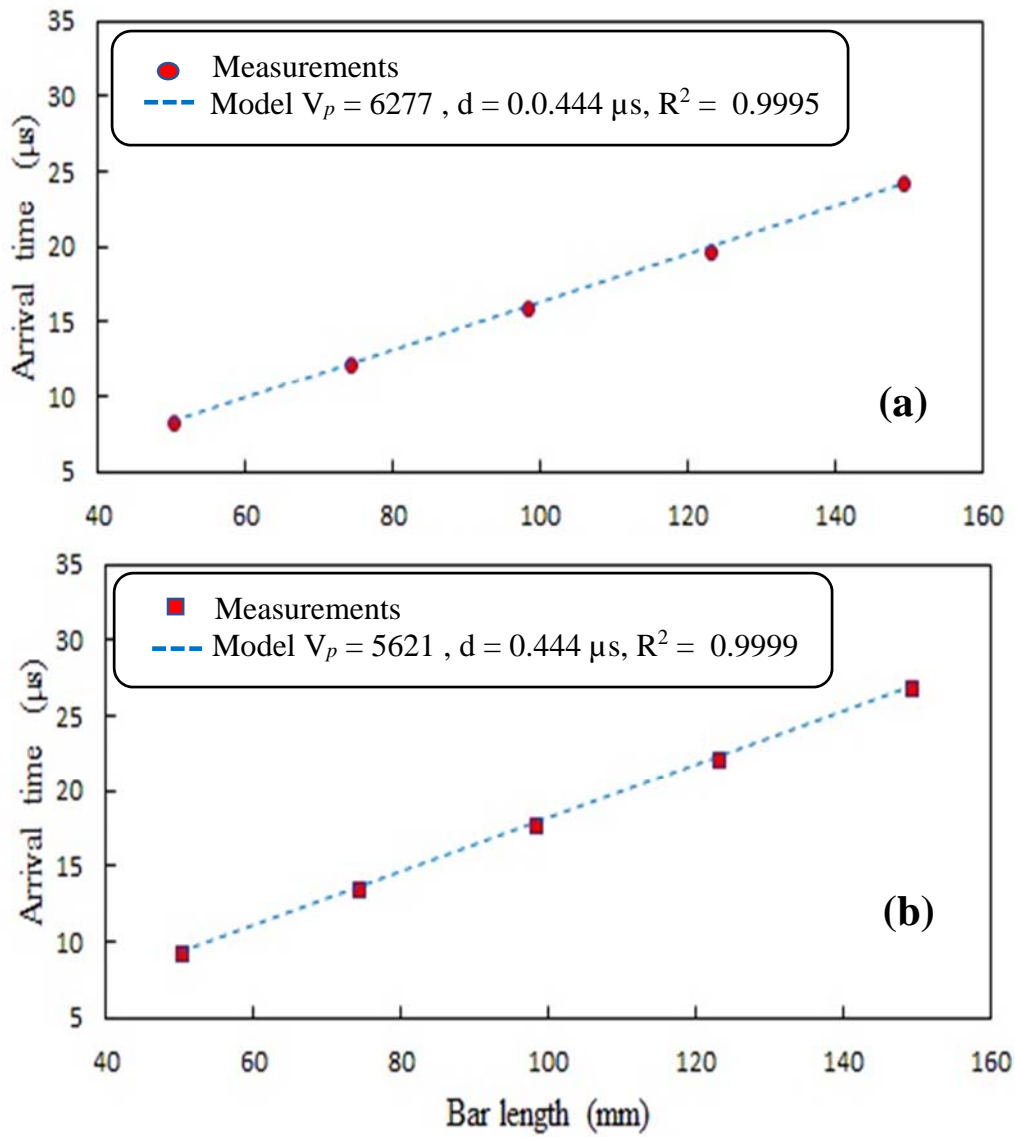 35
30
25
20
15
10
5
Arrival time (µs)
Measurements
Model Vp = 6277 , d = 0.0.444 µs, R² = 0.9995
(a)
40 60 80 100 120 140 160
35
30
25
20
15
10
5
Arrival time (µs)
Measurements
Model Vp = 5621 , d = 0.444 µs, R² = 0.9999
(b)
40 60 80 100 120 140 160
Bar length (mm)